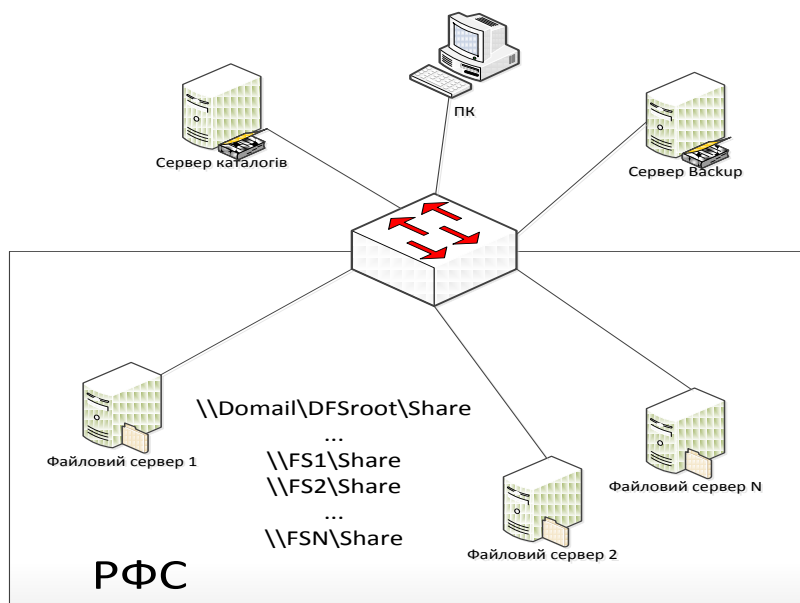 ПК
Сервер каталогів
Сервер Backup
Файловий сервер 1
\\Domail\DFSroot\Share
...
\\FS1\Share
\\FS2\Share
...
\\FSN\Share
Файловий сервер N
Файловий сервер 2
РФС